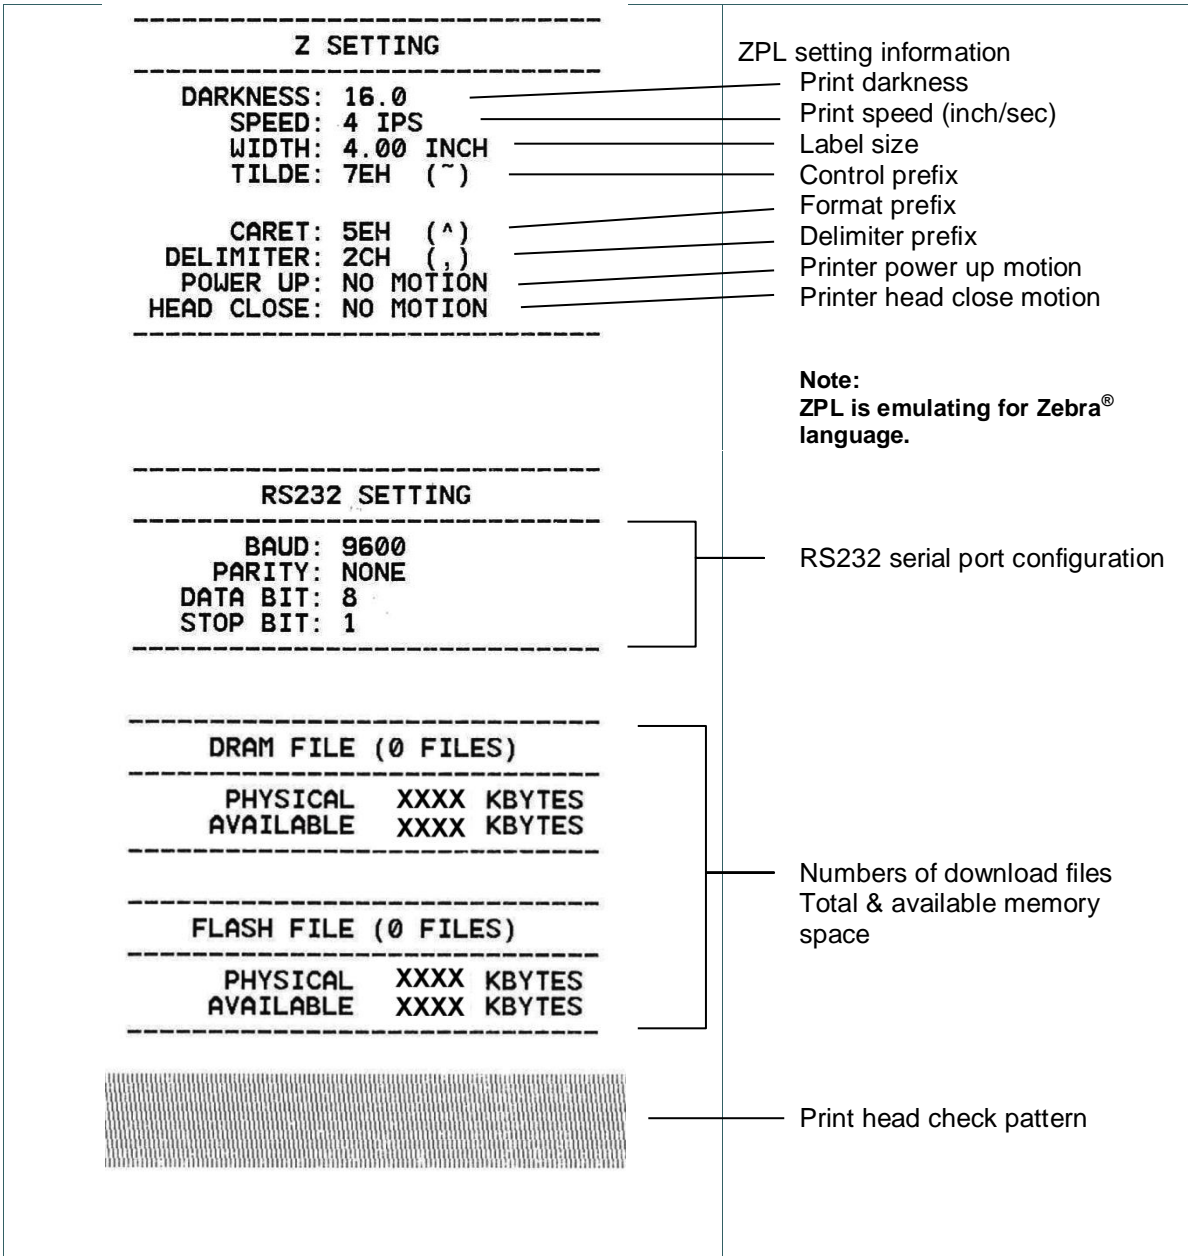 Z SETTING
DARKNESS: 16.0
SPEED: 4 IPS
WIDTH: 4.00 INCH
TILDE: 7EH (~)
CARET: 5EH (^)
DELIMITER: 2CH (,)
POWER UP: NO MOTION
HEAD CLOSE: NO MOTION
ZPL setting information
Print darkness
Print speed (inch/sec)
Label size
Control prefix
Format prefix
Delimiter prefix
Printer power up motion
Printer head close motion
Note:
ZPL is emulating for Zebra®
language.
RS232 SETTING
BAUD: 9600
PARITY: NONE
DATA BIT: 8
STOP BIT: 1
RS232 serial port configuration
DRAM FILE (0 FILES)
PHYSICAL XXXX KBYTES
AVAILABLE XXXX KBYTES
FLASH FILE (0 FILES)
PHYSICAL XXXX KBYTES
AVAILABLE XXXX KBYTES
Numbers of download files
Total & available memory
space
Print head check pattern